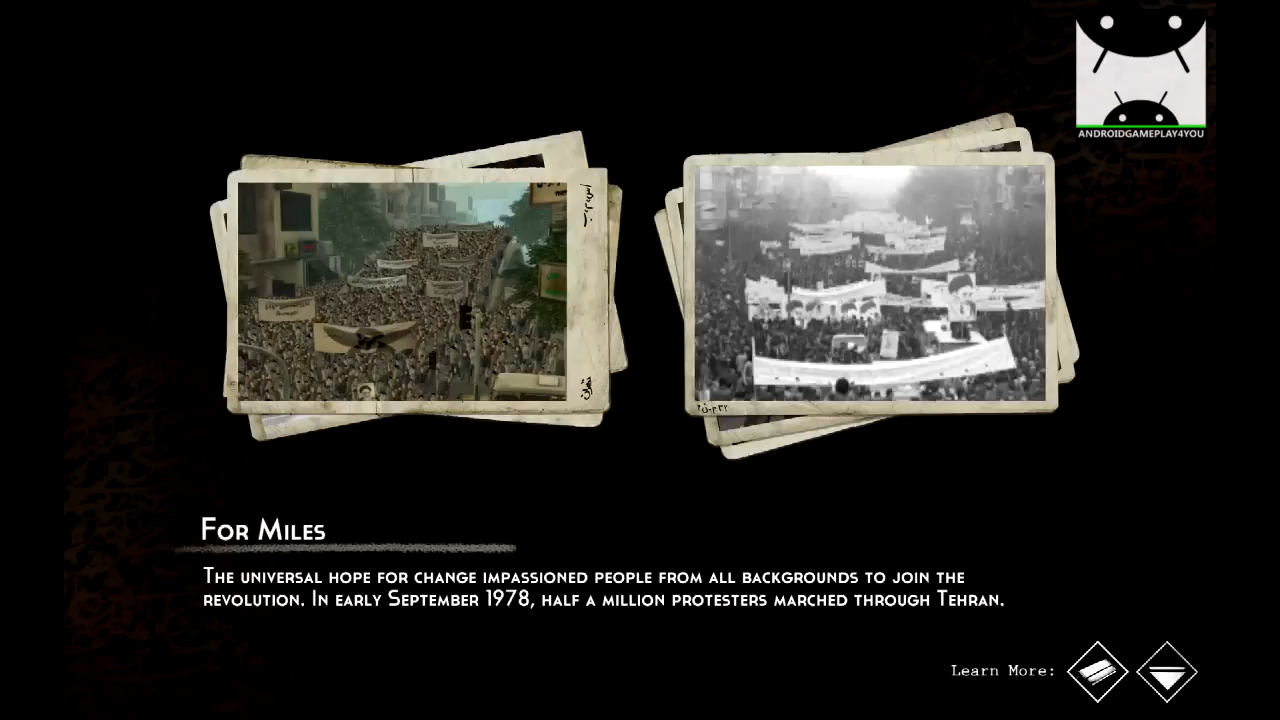 ANDROIDGAMEPLAY4YOU
تهران
For Miles
The universal hope for change impassioned people from all backgrounds to join the
revolution. In early September 1978, half a million protesters marched through Tehran.
Learn More: